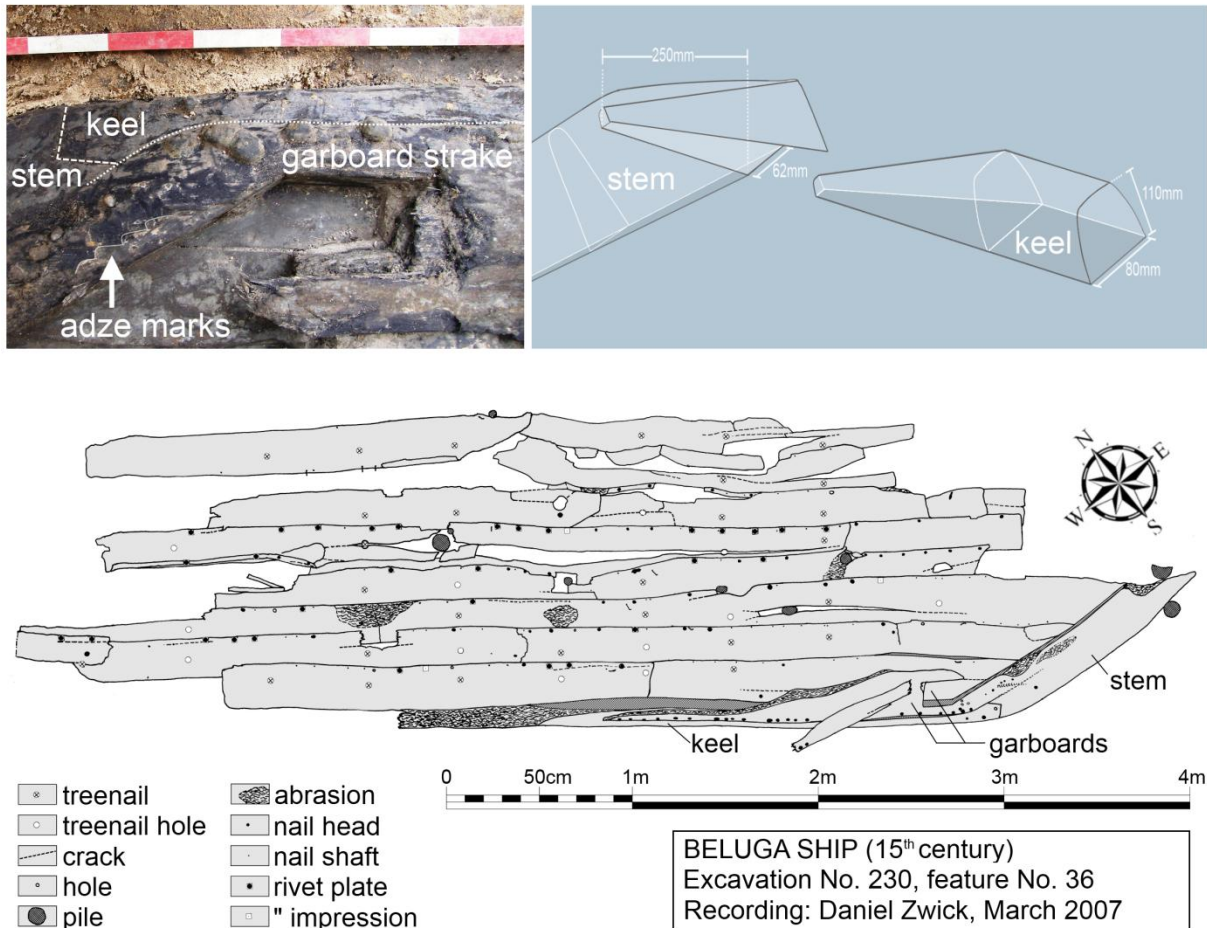 keel
stem
garboard strake
adze marks
250mm
stem
62mm
110mm
keel
80mm
N
E
W
S
stem
keel
garboards
treenail
treenail hole
crack
hole
pile
abrasion
nail head
nail shaft
rivet plate
" impression
0 50cm 1m 2m 3m 4m
BELUGA SHIP (15th century)
Excavation No. 230, feature No. 36
Recording: Daniel Zwick, March 2007